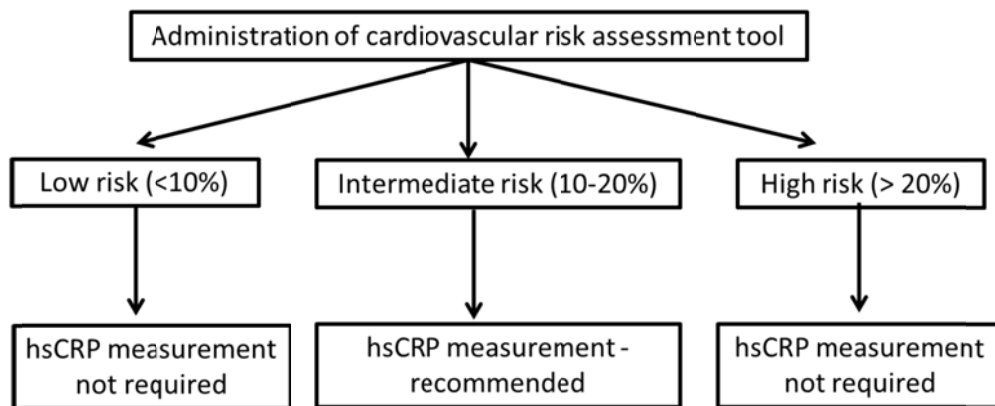 Administration of cardiovascular risk assessment tool
Low risk (<10%)
Intermediate risk (10-20%)
High risk (> 20%)
hsCRP measurement
not required
hsCRP measurement -
recommended
hsCRP measurement
not required